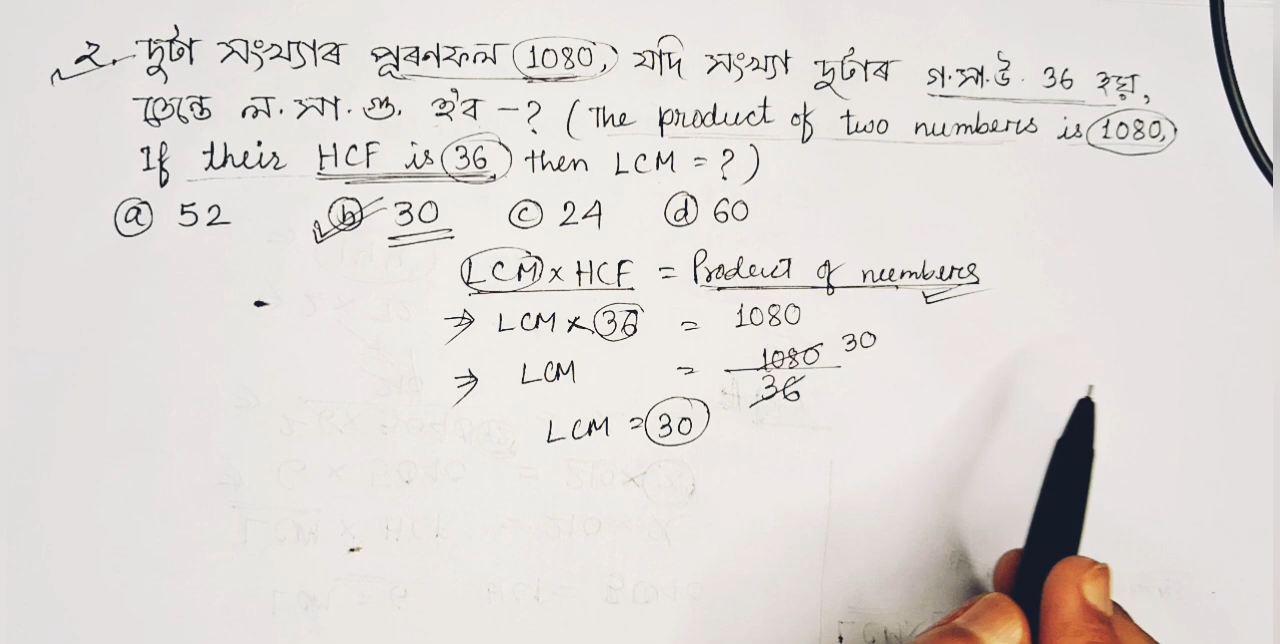 ২. দুটা সংখ্যাৰ পূৰণফল 1080, যদি সংখ্যা দুটাৰ গ.সা.উ. 36 হয়,
তেন্তে ল. সা. গু. হ'ব -? (The product of two numbers is 1080,
If their HCF is 36 then LCM = ?)
ⓐ 52 ⓑ 30 ⓒ 24 ⓓ 60
LCM × HCF = Product of numbers
⇒ LCM × 36 = 1080
⇒ LCM = 1080/36 30
LCM = 30